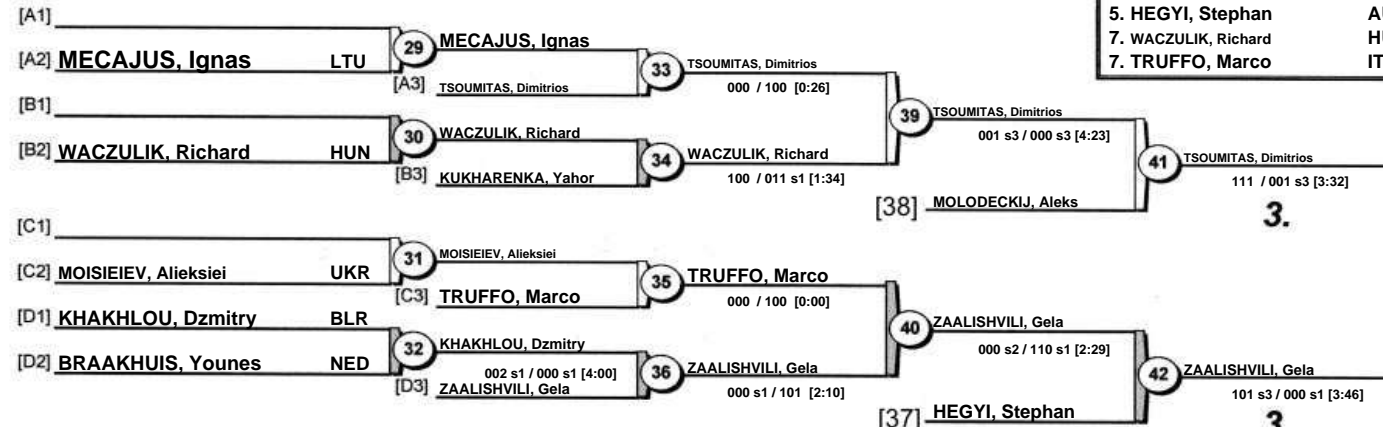 5. HEGYI, Stephan
7. WACZULIK, Richard
7. TRUFFO, Marco
[A1]
[A2] MECAJUS, Ignas LTU
29
MECAJUS, Ignas
[A3] TSOUMITAS, Dimitrios
33
TSOUMITAS, Dimitrios
000 / 100 [0:26]
[B1]
[B2] WACZULIK, Richard HUN
30
WACZULIK, Richard
[B3] KUKHARENKA, Yahor
34
WACZULIK, Richard
100 / 011 s1 [1:34]
39
TSOUMITAS, Dimitrios
001 s3 / 000 s3 [4:23]
[38] MOLODECKIJ, Aleks
41
TSOUMITAS, Dimitrios
111 / 001 s3 [3:32]
3.
[C1]
[C2] MOISIEIEV, Alieksiei UKR
31
MOISIEIEV, Alieksiei
[C3] TRUFFO, Marco
35
TRUFFO, Marco
000 / 100 [0:00]
[D1] KHAKHLOU, Dzmitry BLR
[D2] BRAAKHUIS, Younes NED
32
KHAKHLOU, Dzmitry
002 s1 / 000 s1 [4:00]
[D3] ZAALISHVILI, Gela
36
ZAALISHVILI, Gela
000 s1 / 101 [2:10]
40
ZAALISHVILI, Gela
000 s2 / 110 s1 [2:29]
[37] HEGYI, Stephan
42
ZAALISHVILI, Gela
101 s3 / 000 s1 [3:46]
3